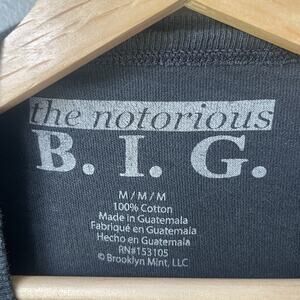 the notorious
B. I. G.
M / M / M
100% Cotton
Made in Guatemala
Fabriqué en Guatemala
Hecho en Guatemala
RN#153105
© Brooklyn Mint, LLC